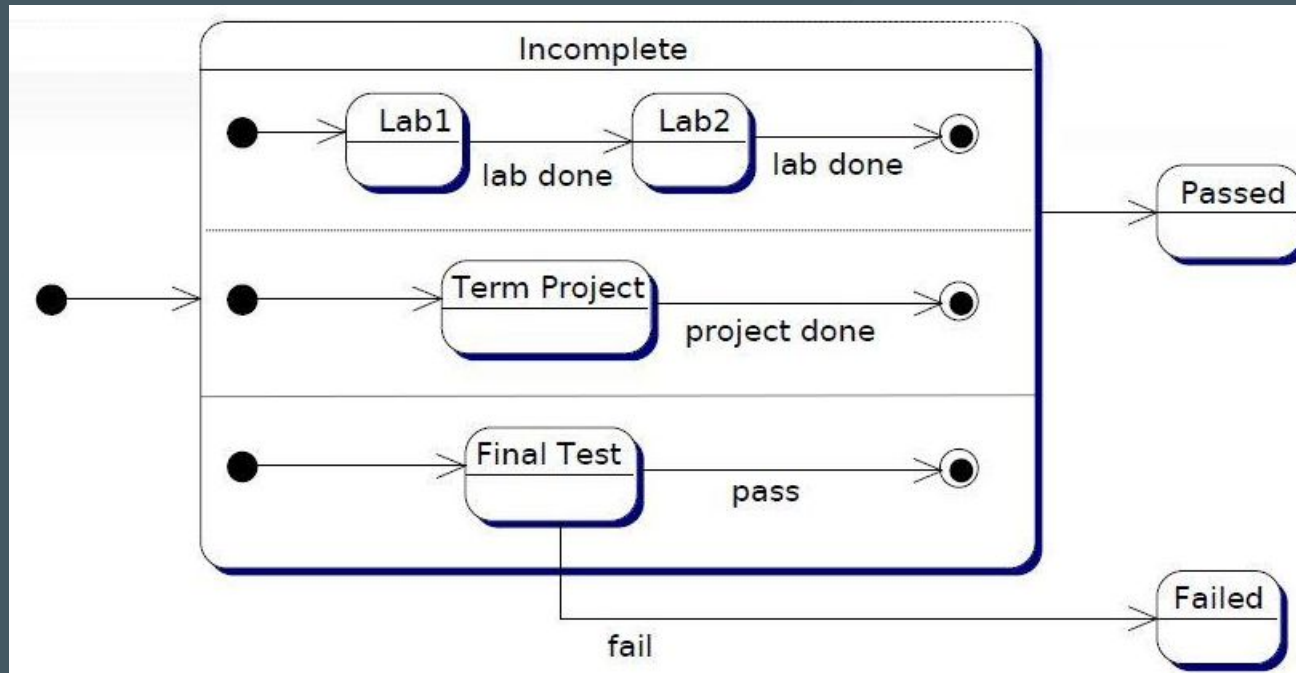 Incomplete
Lab1
Lab2
lab done
lab done
Passed
Term Project
project done
Final Test
pass
Failed
fail